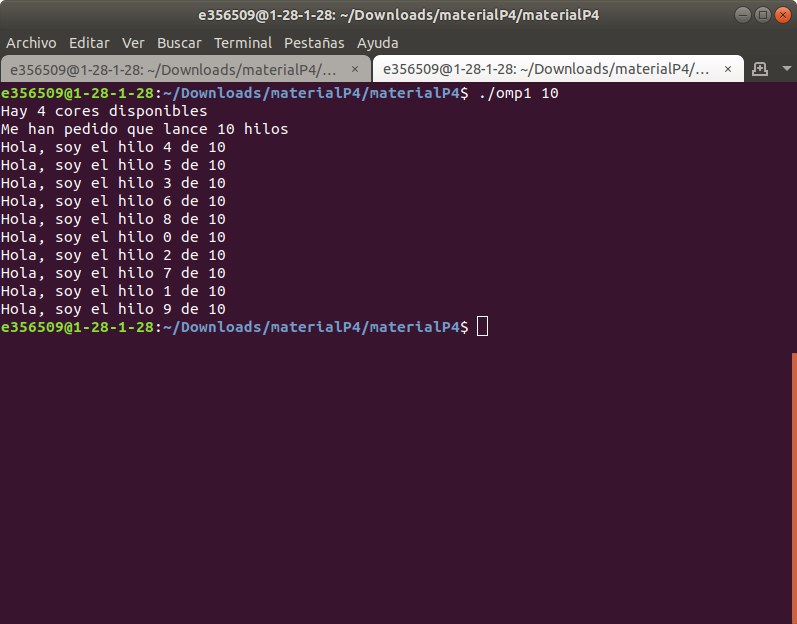 e356509@1-28-1-28: ~/Downloads/materialP4/materialP4
Archivo Editar Ver Buscar Terminal Pestañas Ayuda
e356509@1-28-1-28: ~/Downloads/materialP4/… × e356509@1-28-1-28: ~/Downloads/materialP4/… ×
e356509@1-28-1-28:~/Downloads/materialP4/materialP4$ ./omp1 10
Hay 4 cores disponibles
Me han pedido que lance 10 hilos
Hola, soy el hilo 4 de 10
Hola, soy el hilo 5 de 10
Hola, soy el hilo 3 de 10
Hola, soy el hilo 6 de 10
Hola, soy el hilo 8 de 10
Hola, soy el hilo 0 de 10
Hola, soy el hilo 2 de 10
Hola, soy el hilo 7 de 10
Hola, soy el hilo 1 de 10
Hola, soy el hilo 9 de 10
e356509@1-28-1-28:~/Downloads/materialP4/materialP4$